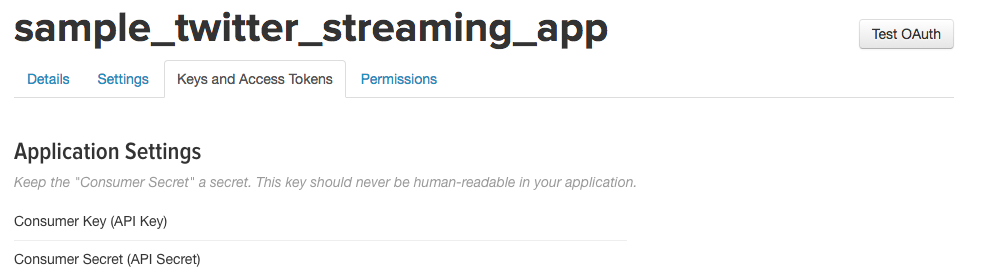 sample_twitter_streaming_app
Test OAuth
Details Settings Keys and Access Tokens Permissions
Application Settings
Keep the "Consumer Secret" a secret. This key should never be human-readable in your application.
Consumer Key (API Key)
Consumer Secret (API Secret)